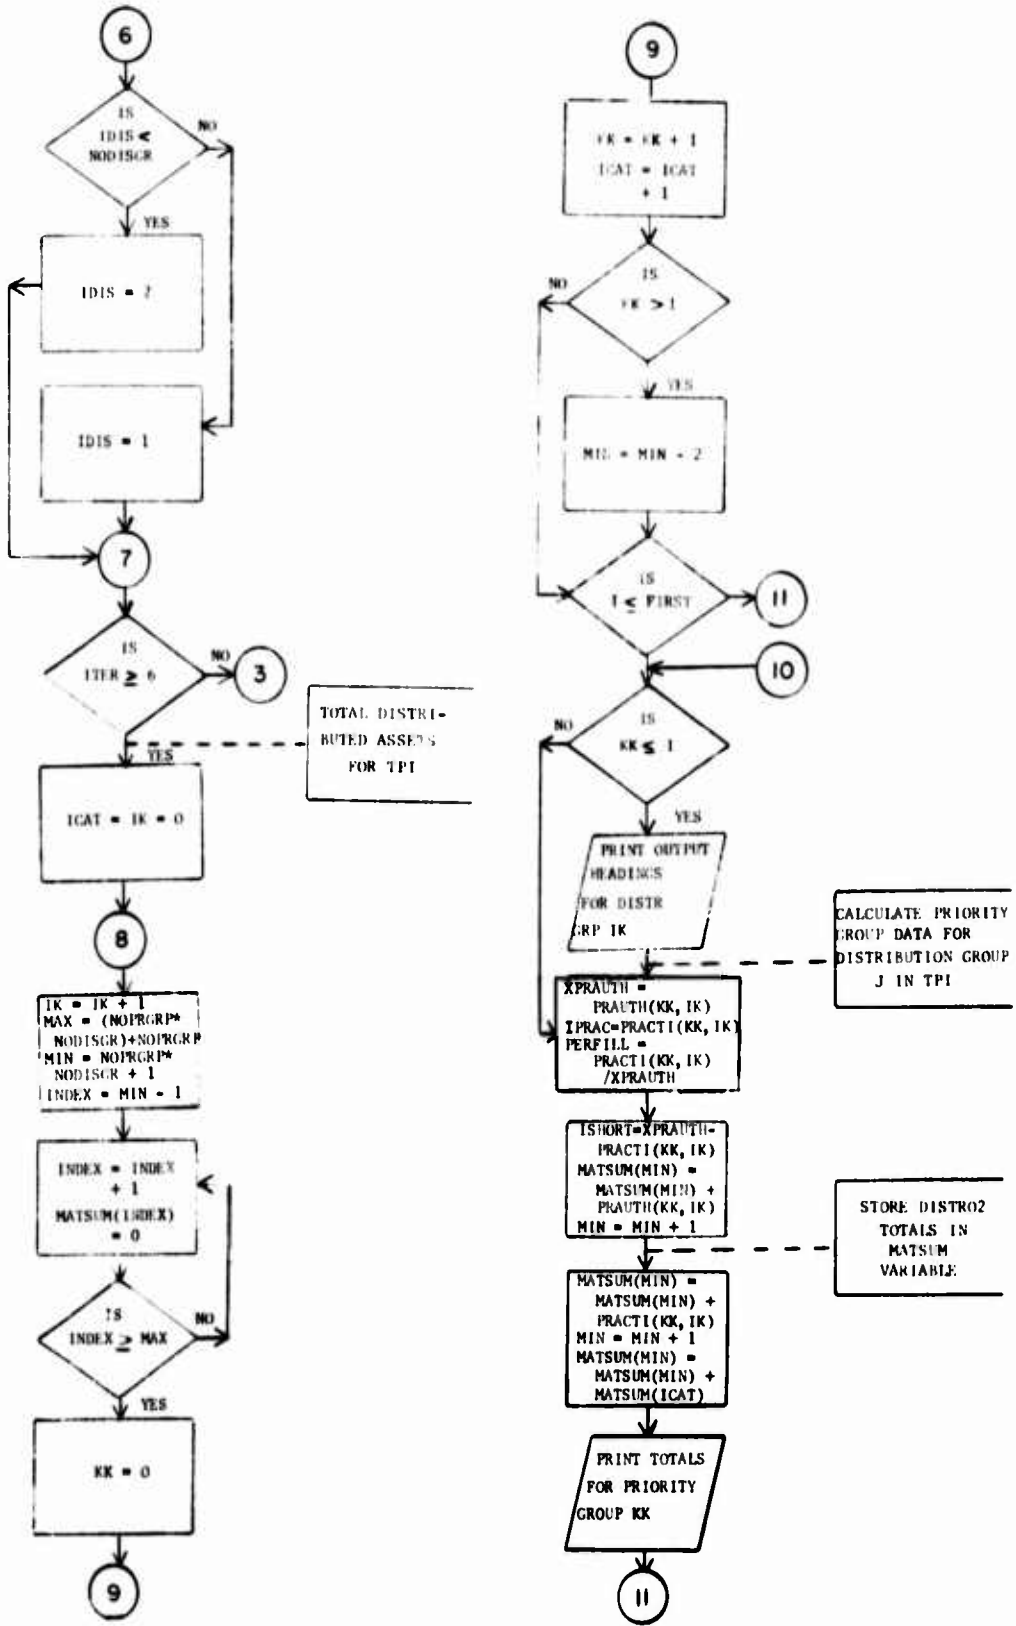 6
IS
IDIS <
NODISGR
NO
YES
IDIS = 2
IDIS = 1
7
IS
ITER ≥ 6
NO
3
TOTAL DISTRI-
BUTED ASSETS
FOR TPI
YES
ICAT = IK = 0
8
IK = IK + 1
MAX = (NOPRGRP*
NODISGR)+NOPRGRP
MIN = NOPRGRP*
NODISGR + 1
INDEX = MIN - 1
INDEX = INDEX
+ 1
MATSUM(INDEX)
= 0
IS
INDEX ≥ MAX
NO
YES
KK = 0
9
9
KK = KK + 1
ICAT = ICAT
+ 1
IS
KK > 1
NO
YES
MIN = MIN - 2
IS
I ≤ FIRST
11
10
IS
KK ≤ 1
NO
YES
PRINT OUTPUT
HEADINGS
FOR DISTR
GRP IK
CALCULATE PRIORITY
GROUP DATA FOR
DISTRIBUTION GROUP
J IN TPI
XPRAUTH =
PRAUTH(KK, IK)
IPRAC=PRACTI(KK, IK)
PERFILL =
PRACTI(KK, IK)
/XPRAUTH
ISHORT=XPRAUTH-
PRACTI(KK, IK)
MATSUM(MIN) =
MATSUM(MIN) +
PRAUTH(KK, IK)
MIN = MIN + 1
STORE DISTRO2
TOTALS IN
MATSUM
VARIABLE
MATSUM(MIN) =
MATSUM(MIN) +
PRACTI(KK, IK)
MIN = MIN + 1
MATSUM(MIN) =
MATSUM(MIN) +
MATSUM(ICAT)
PRINT TOTALS
FOR PRIORITY
GROUP KK
11